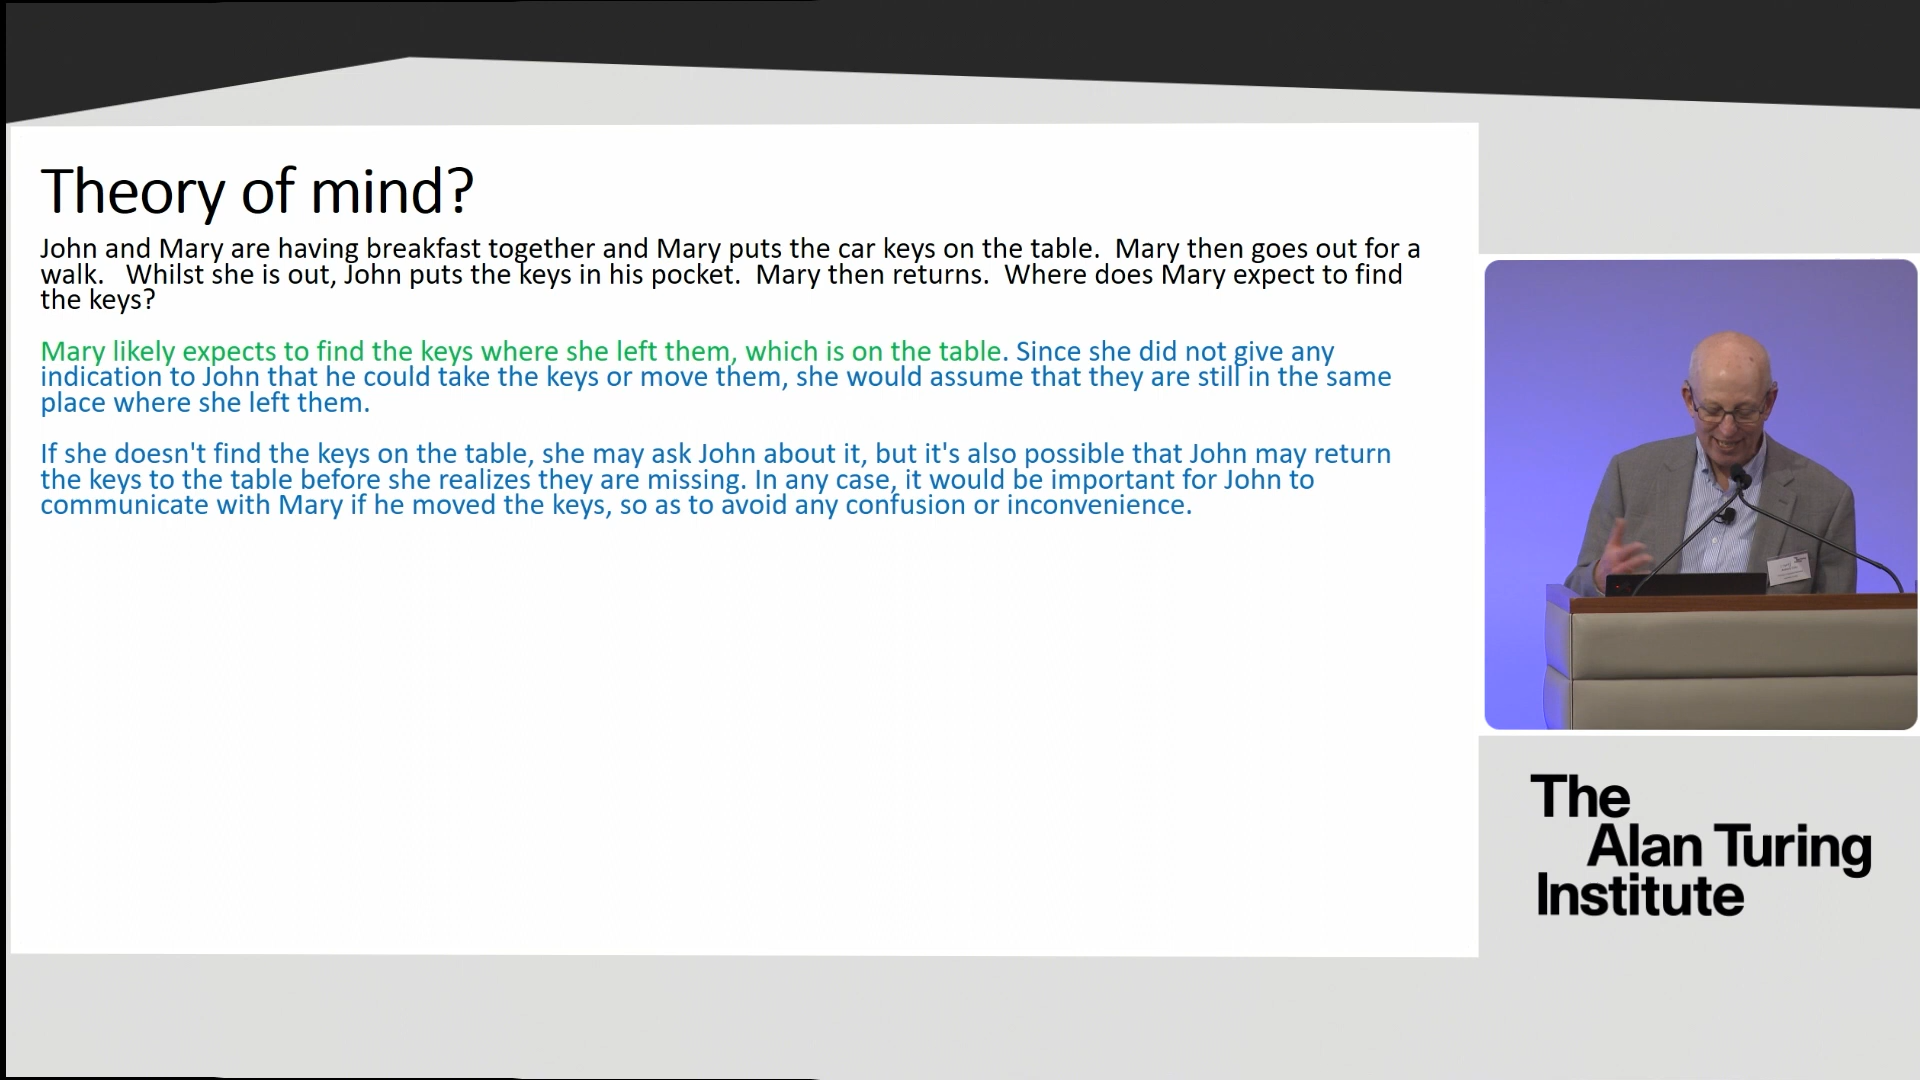 Theory of mind?
John and Mary are having breakfast together and Mary puts the car keys on the table.  Mary then goes out for a
walk.   Whilst she is out, John puts the keys in his pocket.  Mary then returns.  Where does Mary expect to find
the keys?
Mary likely expects to find the keys where she left them, which is on the table. Since she did not give any
indication to John that he could take the keys or move them, she would assume that they are still in the same
place where she left them.
If she doesn't find the keys on the table, she may ask John about it, but it's also possible that John may return
the keys to the table before she realizes they are missing. In any case, it would be important for John to
communicate with Mary if he moved the keys, so as to avoid any confusion or inconvenience.
The
Alan Turing
Institute